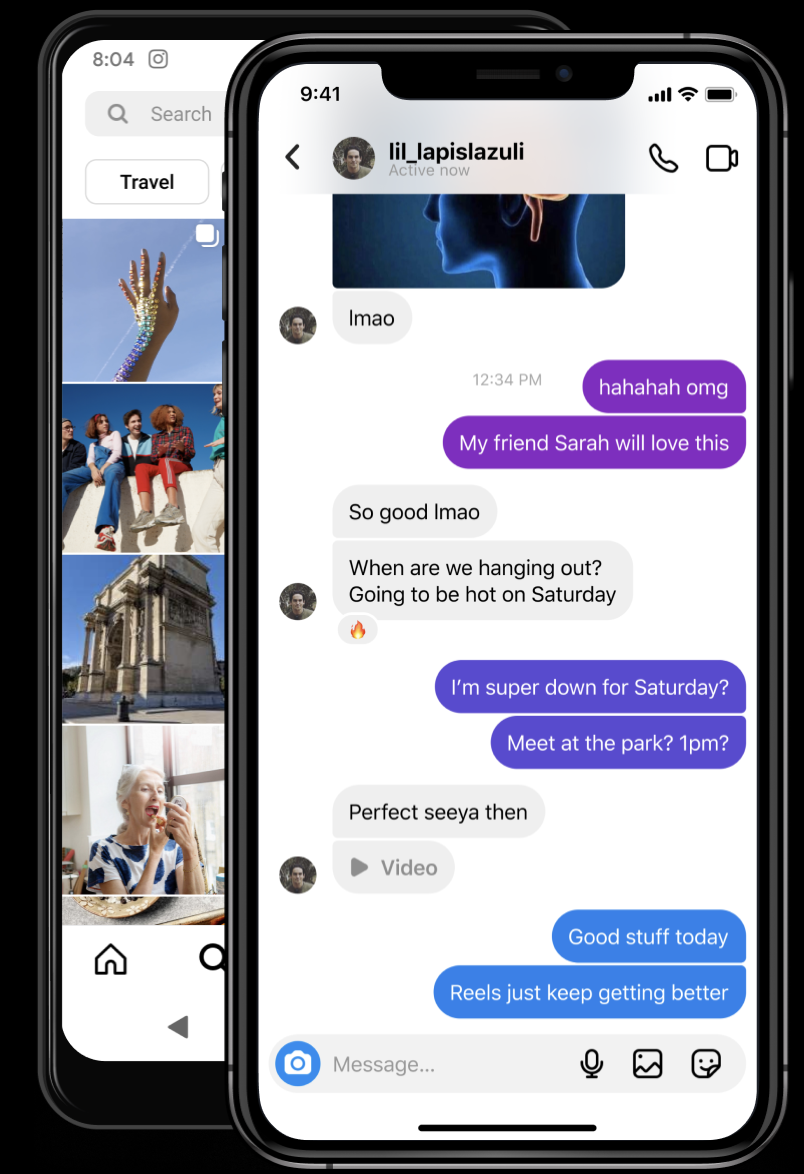 8:04
Search
Travel
9:41
lil_lapislazuli
Active now
lmao
12:34 PM
hahahah omg
My friend Sarah will love this
So good lmao
When are we hanging out?
Going to be hot on Saturday
🔥
I’m super down for Saturday?
Meet at the park? 1pm?
Perfect seeya then
Video
Good stuff today
Reels just keep getting better
Message...